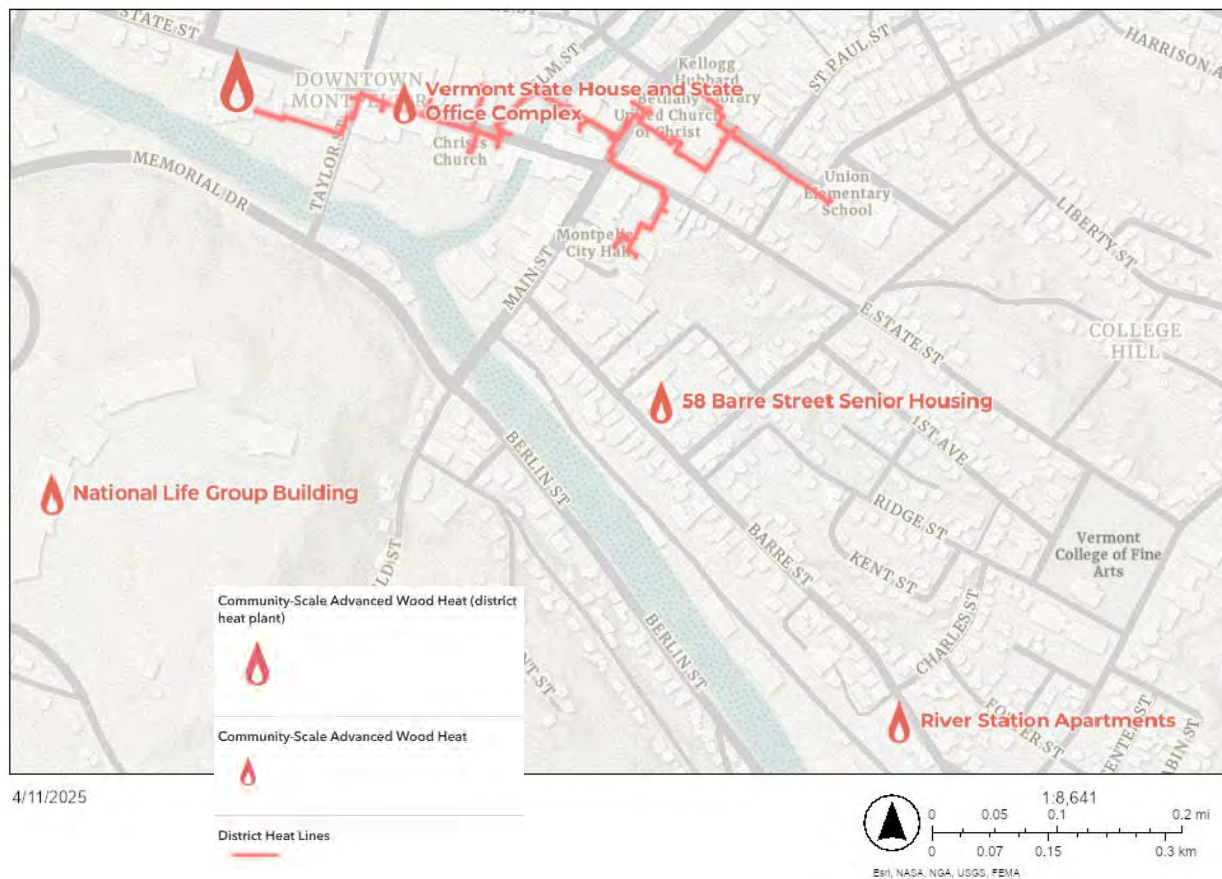 STATE ST
DOWNTOWN
Vermont State House and State
Office Complex
Kellogg
Hubbard
Library
Bethany
United Church
of Christ
ST PAUL ST
HARRISON A
Christ's
Church
TAYLOR ST
MEMORIAL DR
Union
Elementary
School
Montpelier
City Hall
MAIN ST
LIBERTY ST
E STATE ST
COLLEGE
HILL
58 Barre Street Senior Housing
1ST AVE
National Life Group Building
BERLIN ST
RIDGE ST
BARRE ST
KENT ST
Vermont
College of Fine
Arts
CHARLES ST
BERLIN ST
River Station Apartments
Community-Scale Advanced Wood Heat (district
heat plant)
Community-Scale Advanced Wood Heat
District Heat Lines
4/11/2025
1:8,641
0 0.05 0.1 0.2 mi
0 0.07 0.15 0.3 km
Esri, NASA, NGA, USGS, FEMA